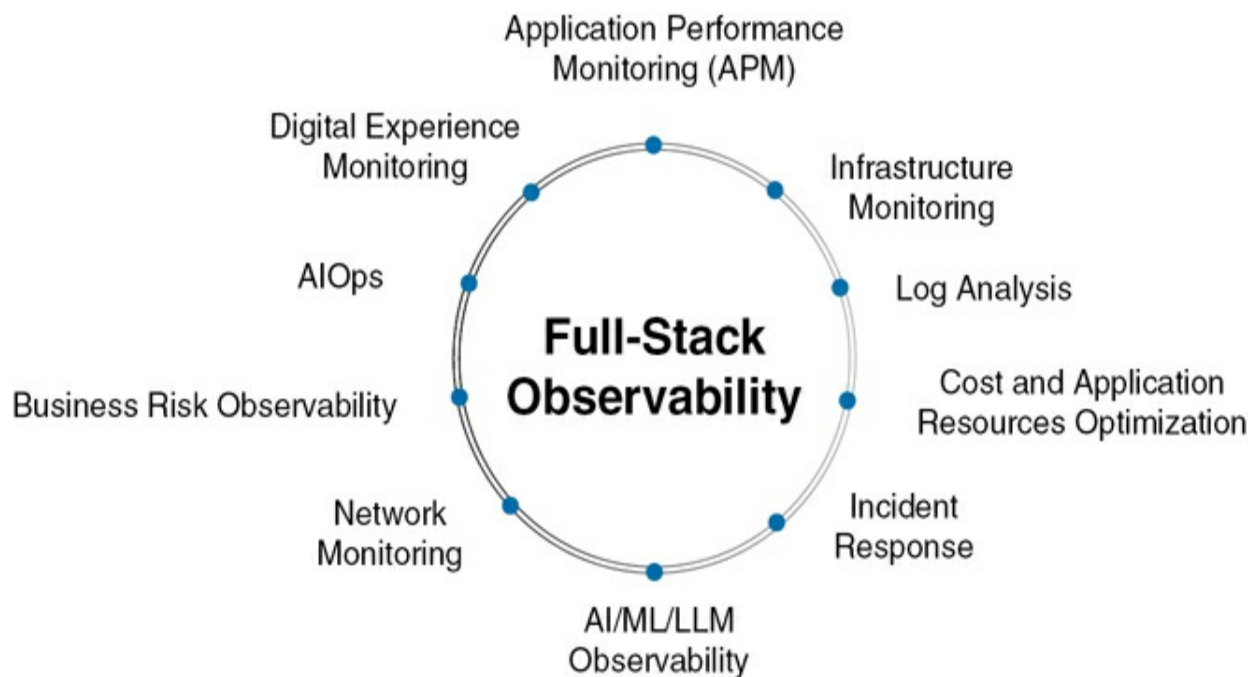 Application Performance
Monitoring (APM)
Digital Experience
Monitoring
Infrastructure
Monitoring
AIOps
Log Analysis
Full-Stack
Observability
Business Risk Observability
Cost and Application
Resources Optimization
Network
Monitoring
Incident
Response
AI/ML/LLM
Observability